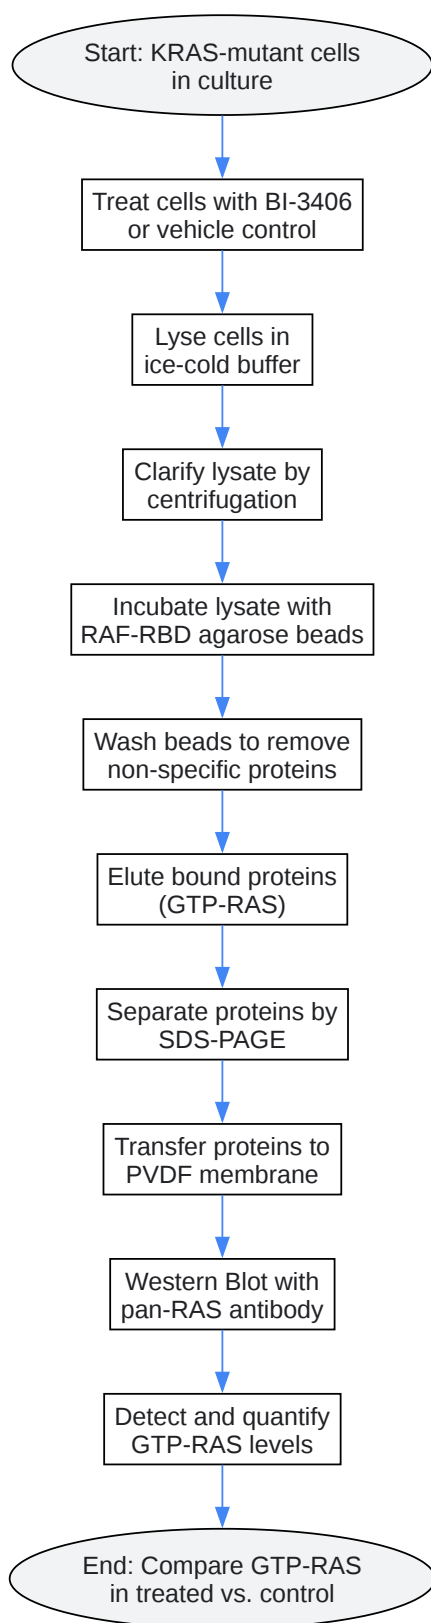 Start: KRAS-mutant cells
in culture
Treat cells with BI-3406
or vehicle control
Lyse cells in
ice-cold buffer
Clarify lysate by
centrifugation
Incubate lysate with
RAF-RBD agarose beads
Wash beads to remove
non-specific proteins
Elute bound proteins
(GTP-RAS)
Separate proteins by
SDS-PAGE
Transfer proteins to
PVDF membrane
Western Blot with
pan-RAS antibody
Detect and quantify
GTP-RAS levels
End: Compare GTP-RAS
in treated vs. control